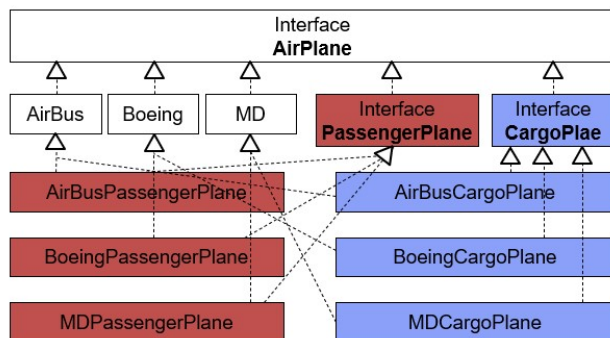 Interface
AirPlane
AirBus
Boeing
MD
Interface
PassengerPlane
Interface
CargoPlae
AirBusPassengerPlane
AirBusCargoPlane
BoeingPassengerPlane
BoeingCargoPlane
MDPassengerPlane
MDCargoPlane